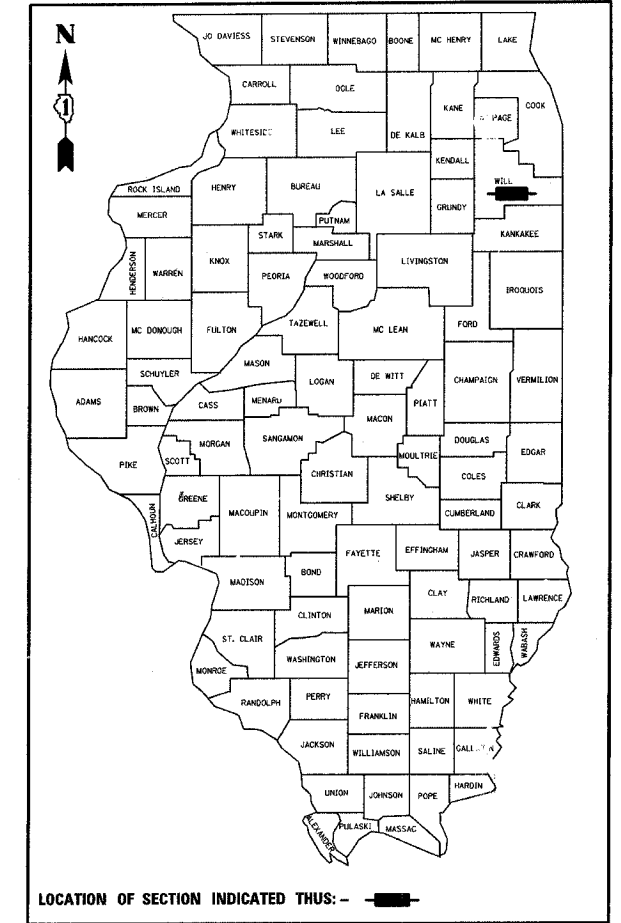 N
1
JO DAVIESS STEVENSON WINNEBAGO BOONE MC HENRY LAKE
CARROLL OGLE KANE COOK
PAGE
WHITESIDE LEE DE KALB
KENDALL
WILL
ROCK ISLAND HENRY BUREAU LA SALLE GRUNDY
MERCER PUTNAM
STARK MARSHALL KANKAKEE
HENDERSON WARREN KNOX PEORIA WOODFORD LIVINGSTON IROQUOIS
HANCOCK MC DONOUGH FULTON TAZEWELL MC LEAN FORD
MASON
SCHUYLER LOGAN DE WITT CHAMPAIGN VERMILION
ADAMS BROWN CASS MENARD PIATT
MACON
MORGAN SANGAMON DOUGLAS
PIKE SCOTT CHRISTIAN MOULTRIE EDGAR
COLES
GREENE SHELBY
CALHOUN MACOUPIN MONTGOMERY CUMBERLAND CLARK
JERSEY
FAYETTE EFFINGHAM JASPER CRAWFORD
MADISON BOND
CLAY RICHLAND LAWRENCE
CLINTON MARION
ST. CLAIR WAYNE EDWARDS WABASH
WASHINGTON JEFFERSON
MONROE
RANDOLPH PERRY HAMILTON WHITE
FRANKLIN
JACKSON WILLIAMSON SALINE
UNION JOHNSON POPE HARDIN
ALEXANDER PULASKI MASSAC
LOCATION OF SECTION INDICATED THUS: –